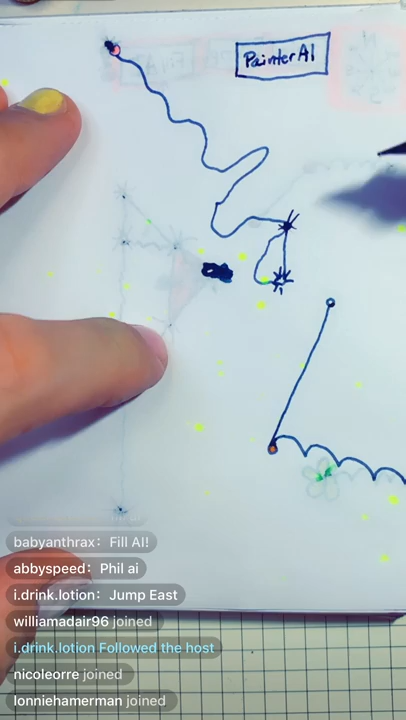 PainterAI
babyanthrax: Fill AI!
abbyspeed: Phil ai
i.drink.lotion: Jump East
williamadair96 joined
i.drink.lotion Followed the host
nicoleorre joined
lonniehamerman joined